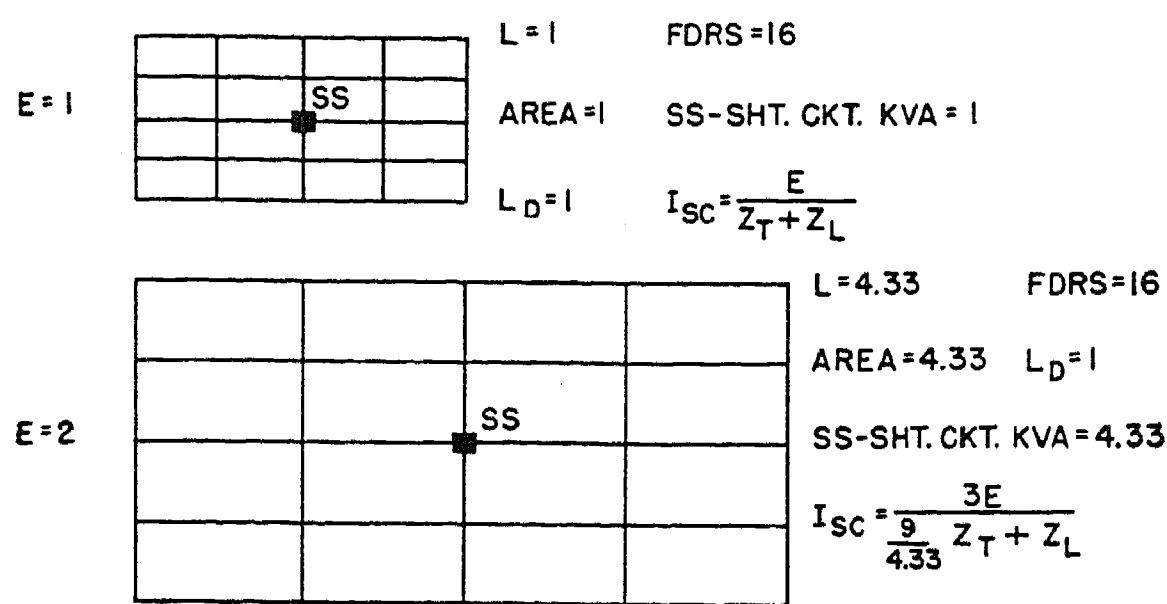 L=1 FDRS=16
E=1
SS
AREA=1 SS-SHT. CKT. KVA=1
L_D=1 I_SC=E/(Z_T+Z_L)
L=4.33 FDRS=16
AREA=4.33 L_D=1
E=2
SS
SS-SHT. CKT. KVA=4.33
I_SC=3E/(9/4.33 Z_T+Z_L)